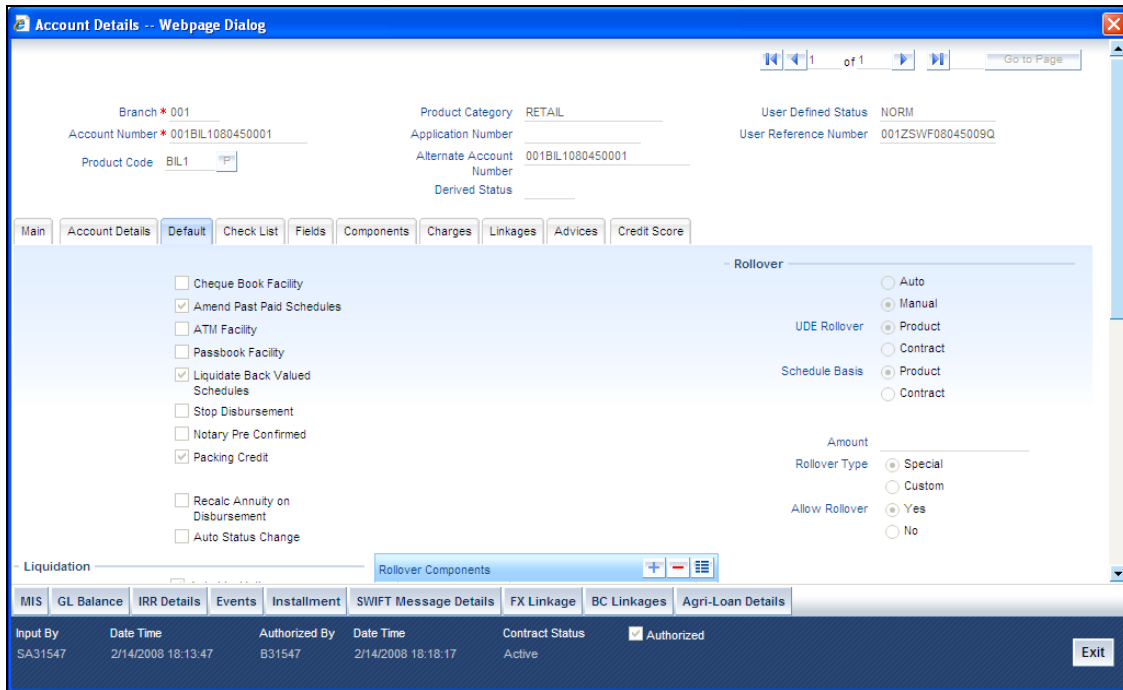 Account Details -- Webpage Dialog
1 of 1 Go to Page
Branch * 001
Product Category RETAIL
User Defined Status NORM
Account Number * 001BIL1080450001
Application Number
User Reference Number 001ZSWF08045009Q
Product Code BIL1 P
Alternate Account Number 001BIL1080450001
Derived Status
Main Account Details Default Check List Fields Components Charges Linkages Advices Credit Score
Cheque Book Facility
Amend Past Paid Schedules
ATM Facility
Passbook Facility
Liquidate Back Valued
Schedules
Stop Disbursement
Notary Pre Confirmed
Packing Credit
Recalc Annuity on
Disbursement
Auto Status Change
Rollover
Auto
Manual
UDE Rollover Product
Contract
Schedule Basis Product
Contract
Amount
Rollover Type Special
Custom
Allow Rollover Yes
No
Liquidation
Rollover Components
MIS GL Balance IRR Details Events Installment SWIFT Message Details FX Linkage BC Linkages Agri-Loan Details
Input By Date Time Authorized By Date Time Contract Status Authorized
SA31547 2/14/2008 18:13:47 B31547 2/14/2008 18:18:17 Active
Exit